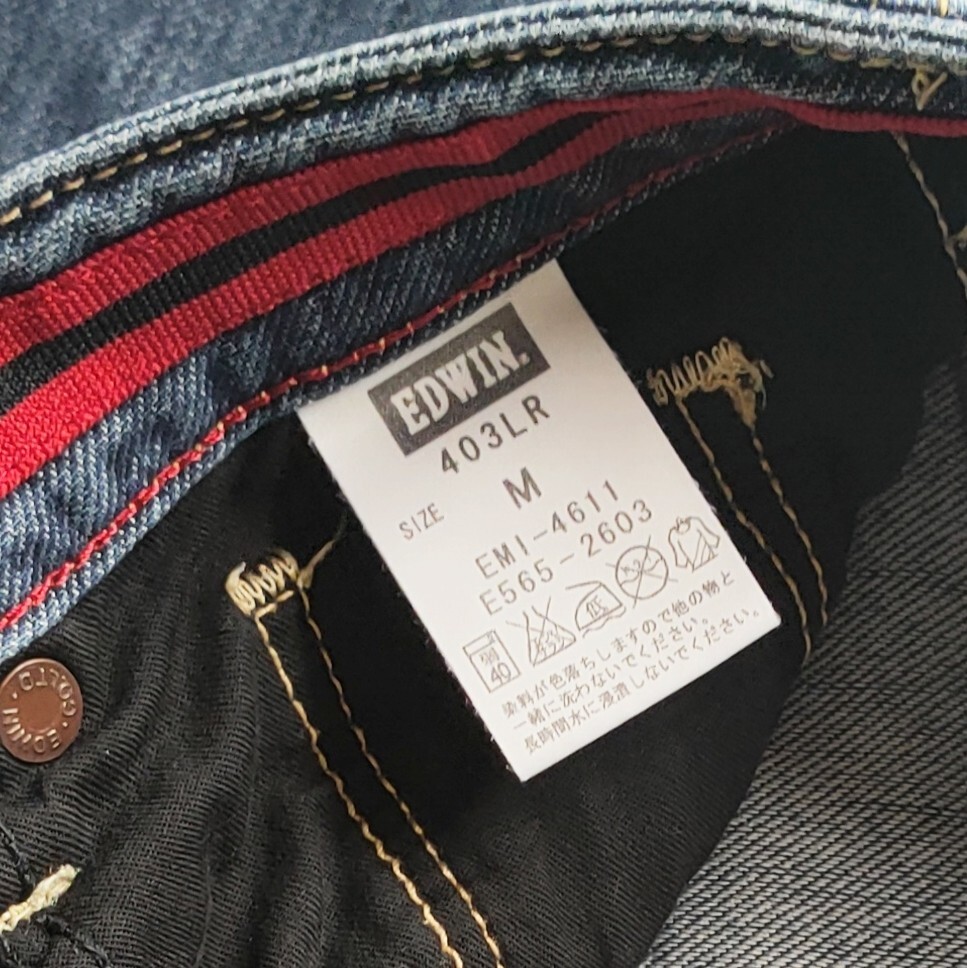 EDWIN.
403LR
SIZE M
EMI-4611
E565-2603
弱
40
低
染料が色落ちしますので他の物と
一緒に洗わないでください。
長時間水に浸漬しないでください。
EDWIN